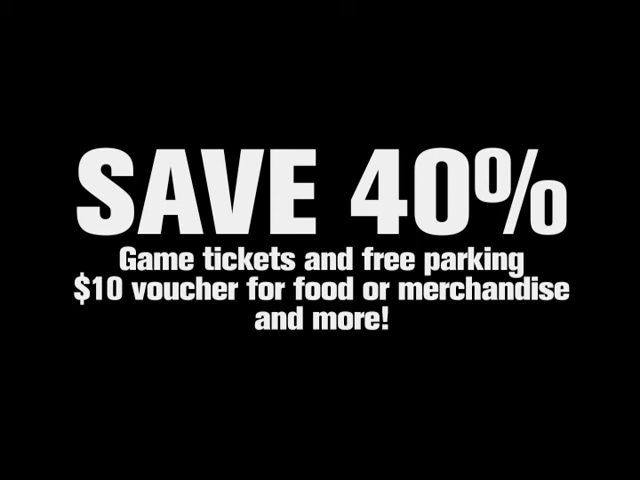 SAVE 40%
Game tickets and free parking
$10 voucher for food or merchandise
and more!